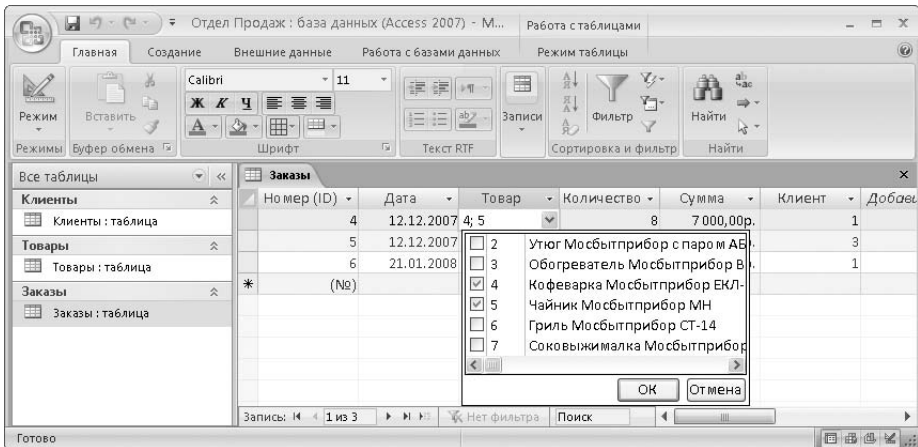 Отдел Продаж : база данных (Access 2007) - M...
Работа с таблицами
Главная Создание Внешние данные Работа с базами данных Режим таблицы
Calibri 11
Ж К Ч
Режим Вставить Записи Фильтр Найти
Режимы Буфер обмена Шрифт Текст RTF Сортировка и фильтр Найти
Все таблицы
Клиенты
Клиенты : таблица
Товары
Товары : таблица
Заказы
Заказы : таблица
Заказы
Номер (ID) Дата Товар Количество Сумма Клиент Добавь
4 12.12.2007 4; 5 8 7 000,00р. 1
5 12.12.2007 3
6 21.01.2008 1
* (№)
2 Утюг Мосбытприбор с паром АБ
3 Обогреватель Мосбытприбор В
4 Кофеварка Мосбытприбор ЕКЛ-
5 Чайник Мосбытприбор МН
6 Гриль Мосбытприбор СТ-14
7 Соковыжималка Мосбытприбор
ОК Отмена
Запись: 1 из 3 Нет фильтра Поиск
Готово